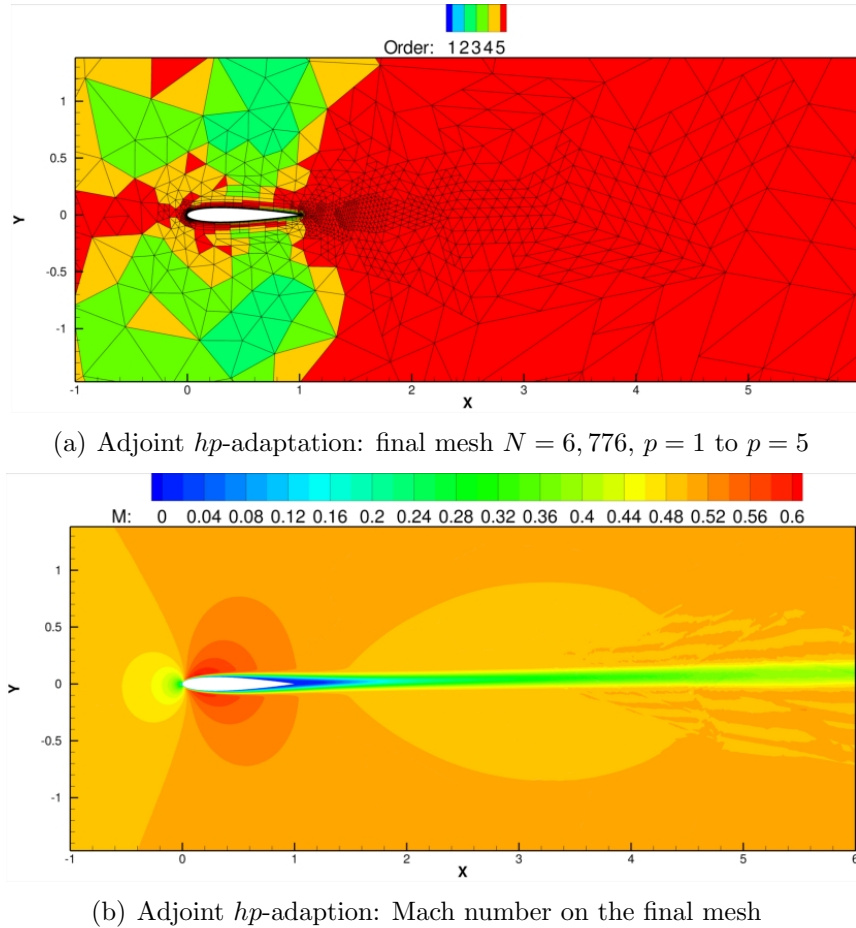 Order: 1 2 3 4 5
1
0.5
0
-0.5
-1
Y
-1 0 1 2 3 4 5
X
(a) Adjoint hp-adaptation: final mesh N = 6, 776, p = 1 to p = 5
M: 0 0.04 0.08 0.12 0.16 0.2 0.24 0.28 0.32 0.36 0.4 0.44 0.48 0.52 0.56 0.6
1
0.5
0
-0.5
-1
Y
-1 0 1 2 3 4 5 6
X
(b) Adjoint hp-adaption: Mach number on the final mesh